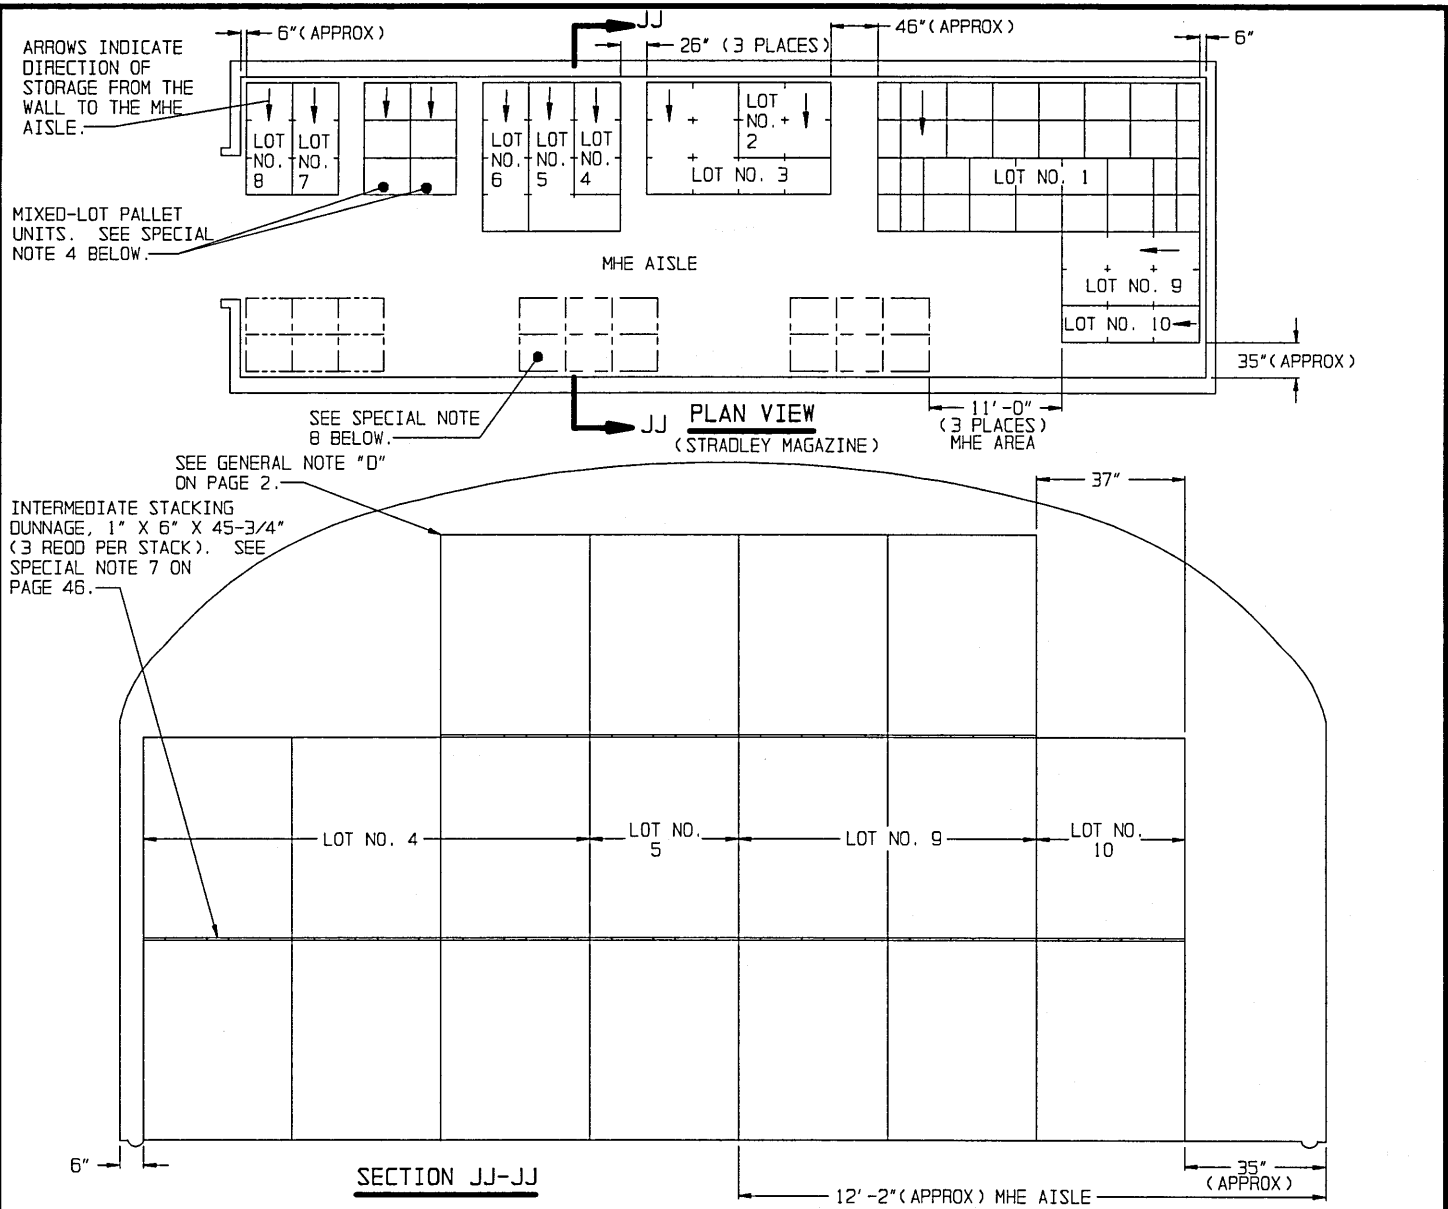 JJ
6"(APPROX)
46"(APPROX)
26" (3 PLACES)
6"
ARROWS INDICATE
DIRECTION OF
STORAGE FROM THE
WALL TO THE MHE
AISLE.
LOT
NO.
8
LOT
NO.
7
LOT
NO.
6
LOT
NO.
5
LOT
NO.
4
LOT
NO.
2
LOT NO. 3
LOT NO. 1
MIXED-LOT PALLET
UNITS. SEE SPECIAL
NOTE 4 BELOW.
MHE AISLE
LOT NO. 9
LOT NO. 10
35"(APPROX)
SEE SPECIAL NOTE
8 BELOW.
JJ
PLAN VIEW
(STRADLEY MAGAZINE)
11'-0"
(3 PLACES)
MHE AREA
SEE GENERAL NOTE "D"
ON PAGE 2.
37"
INTERMEDIATE STACKING
DUNNAGE, 1" X 6" X 45-3/4"
(3 REQD PER STACK). SEE
SPECIAL NOTE 7 ON
PAGE 46.
LOT NO. 4
LOT NO.
5
LOT NO. 9
LOT NO.
10
6"
SECTION JJ-JJ
35"
(APPROX)
12'-2"(APPROX) MHE AISLE